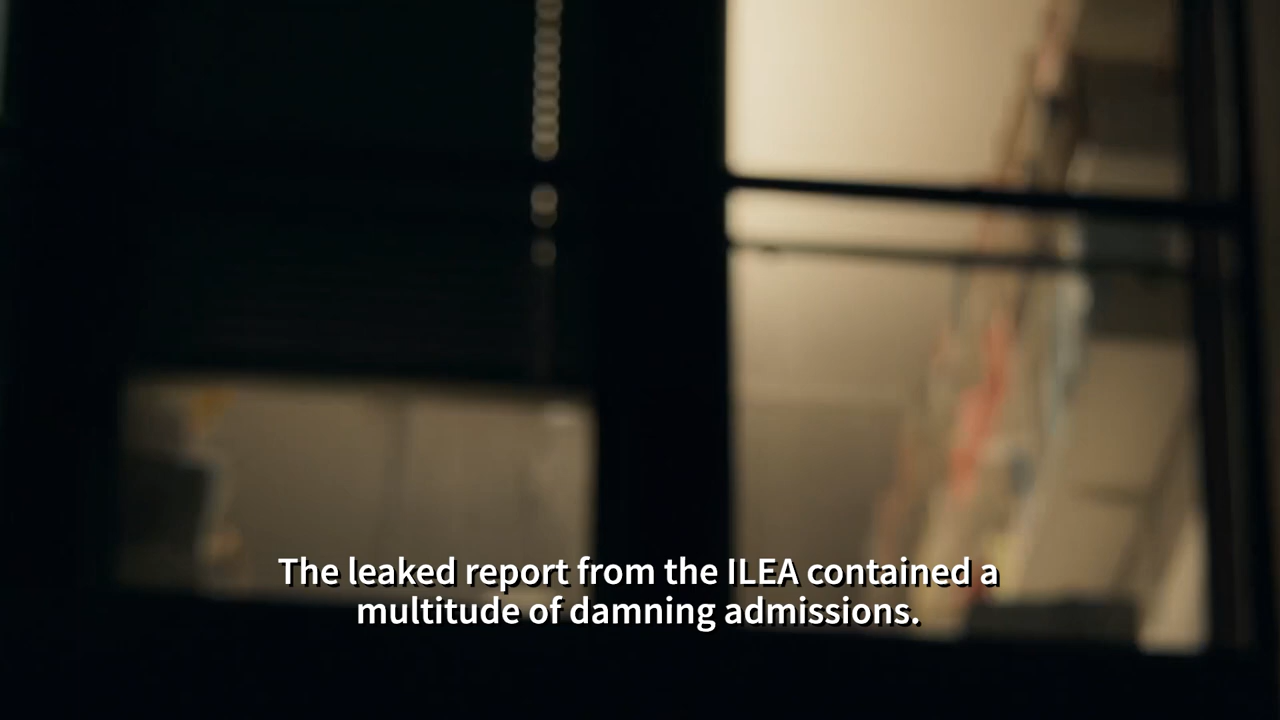 The leaked report from the ILEA contained a
multitude of damning admissions.